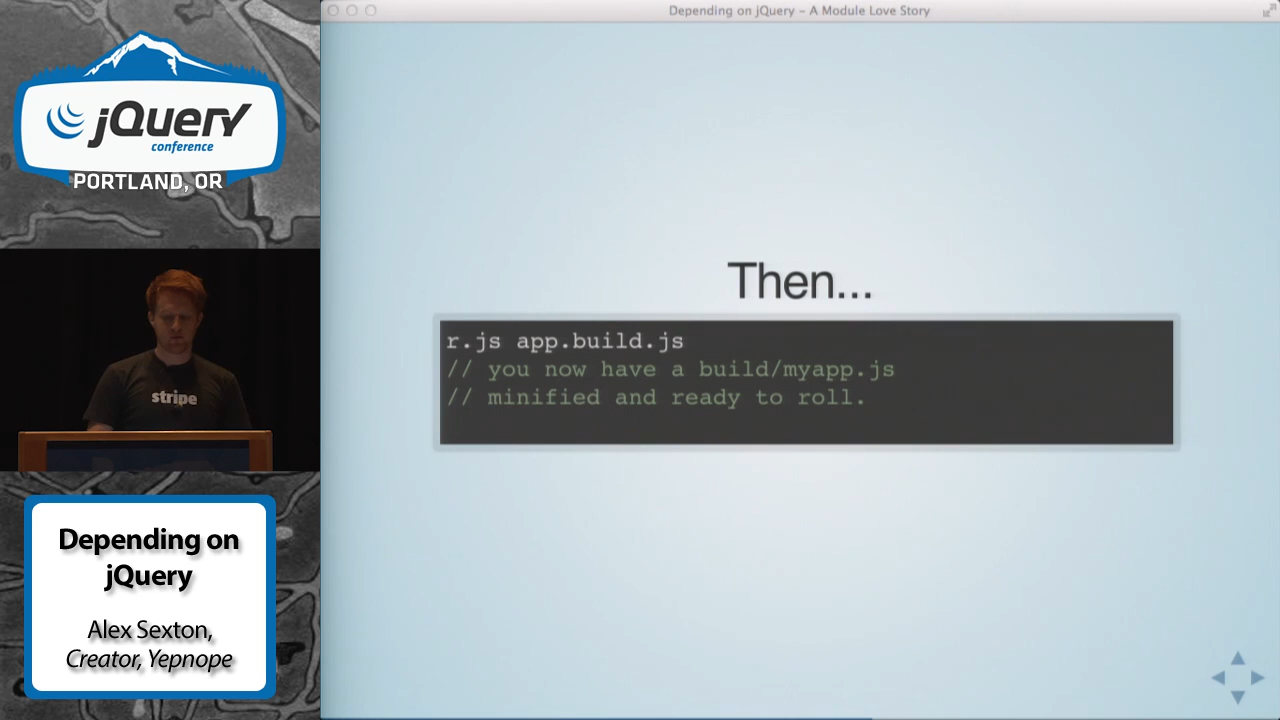 jQuery
conference
PORTLAND, OR
stripe
Depending on
jQuery
Alex Sexton,
Creator, Yepnope
Depending on jQuery – A Module Love Story
Then...
r.js app.build.js
// you now have a build/myapp.js
// minified and ready to roll.